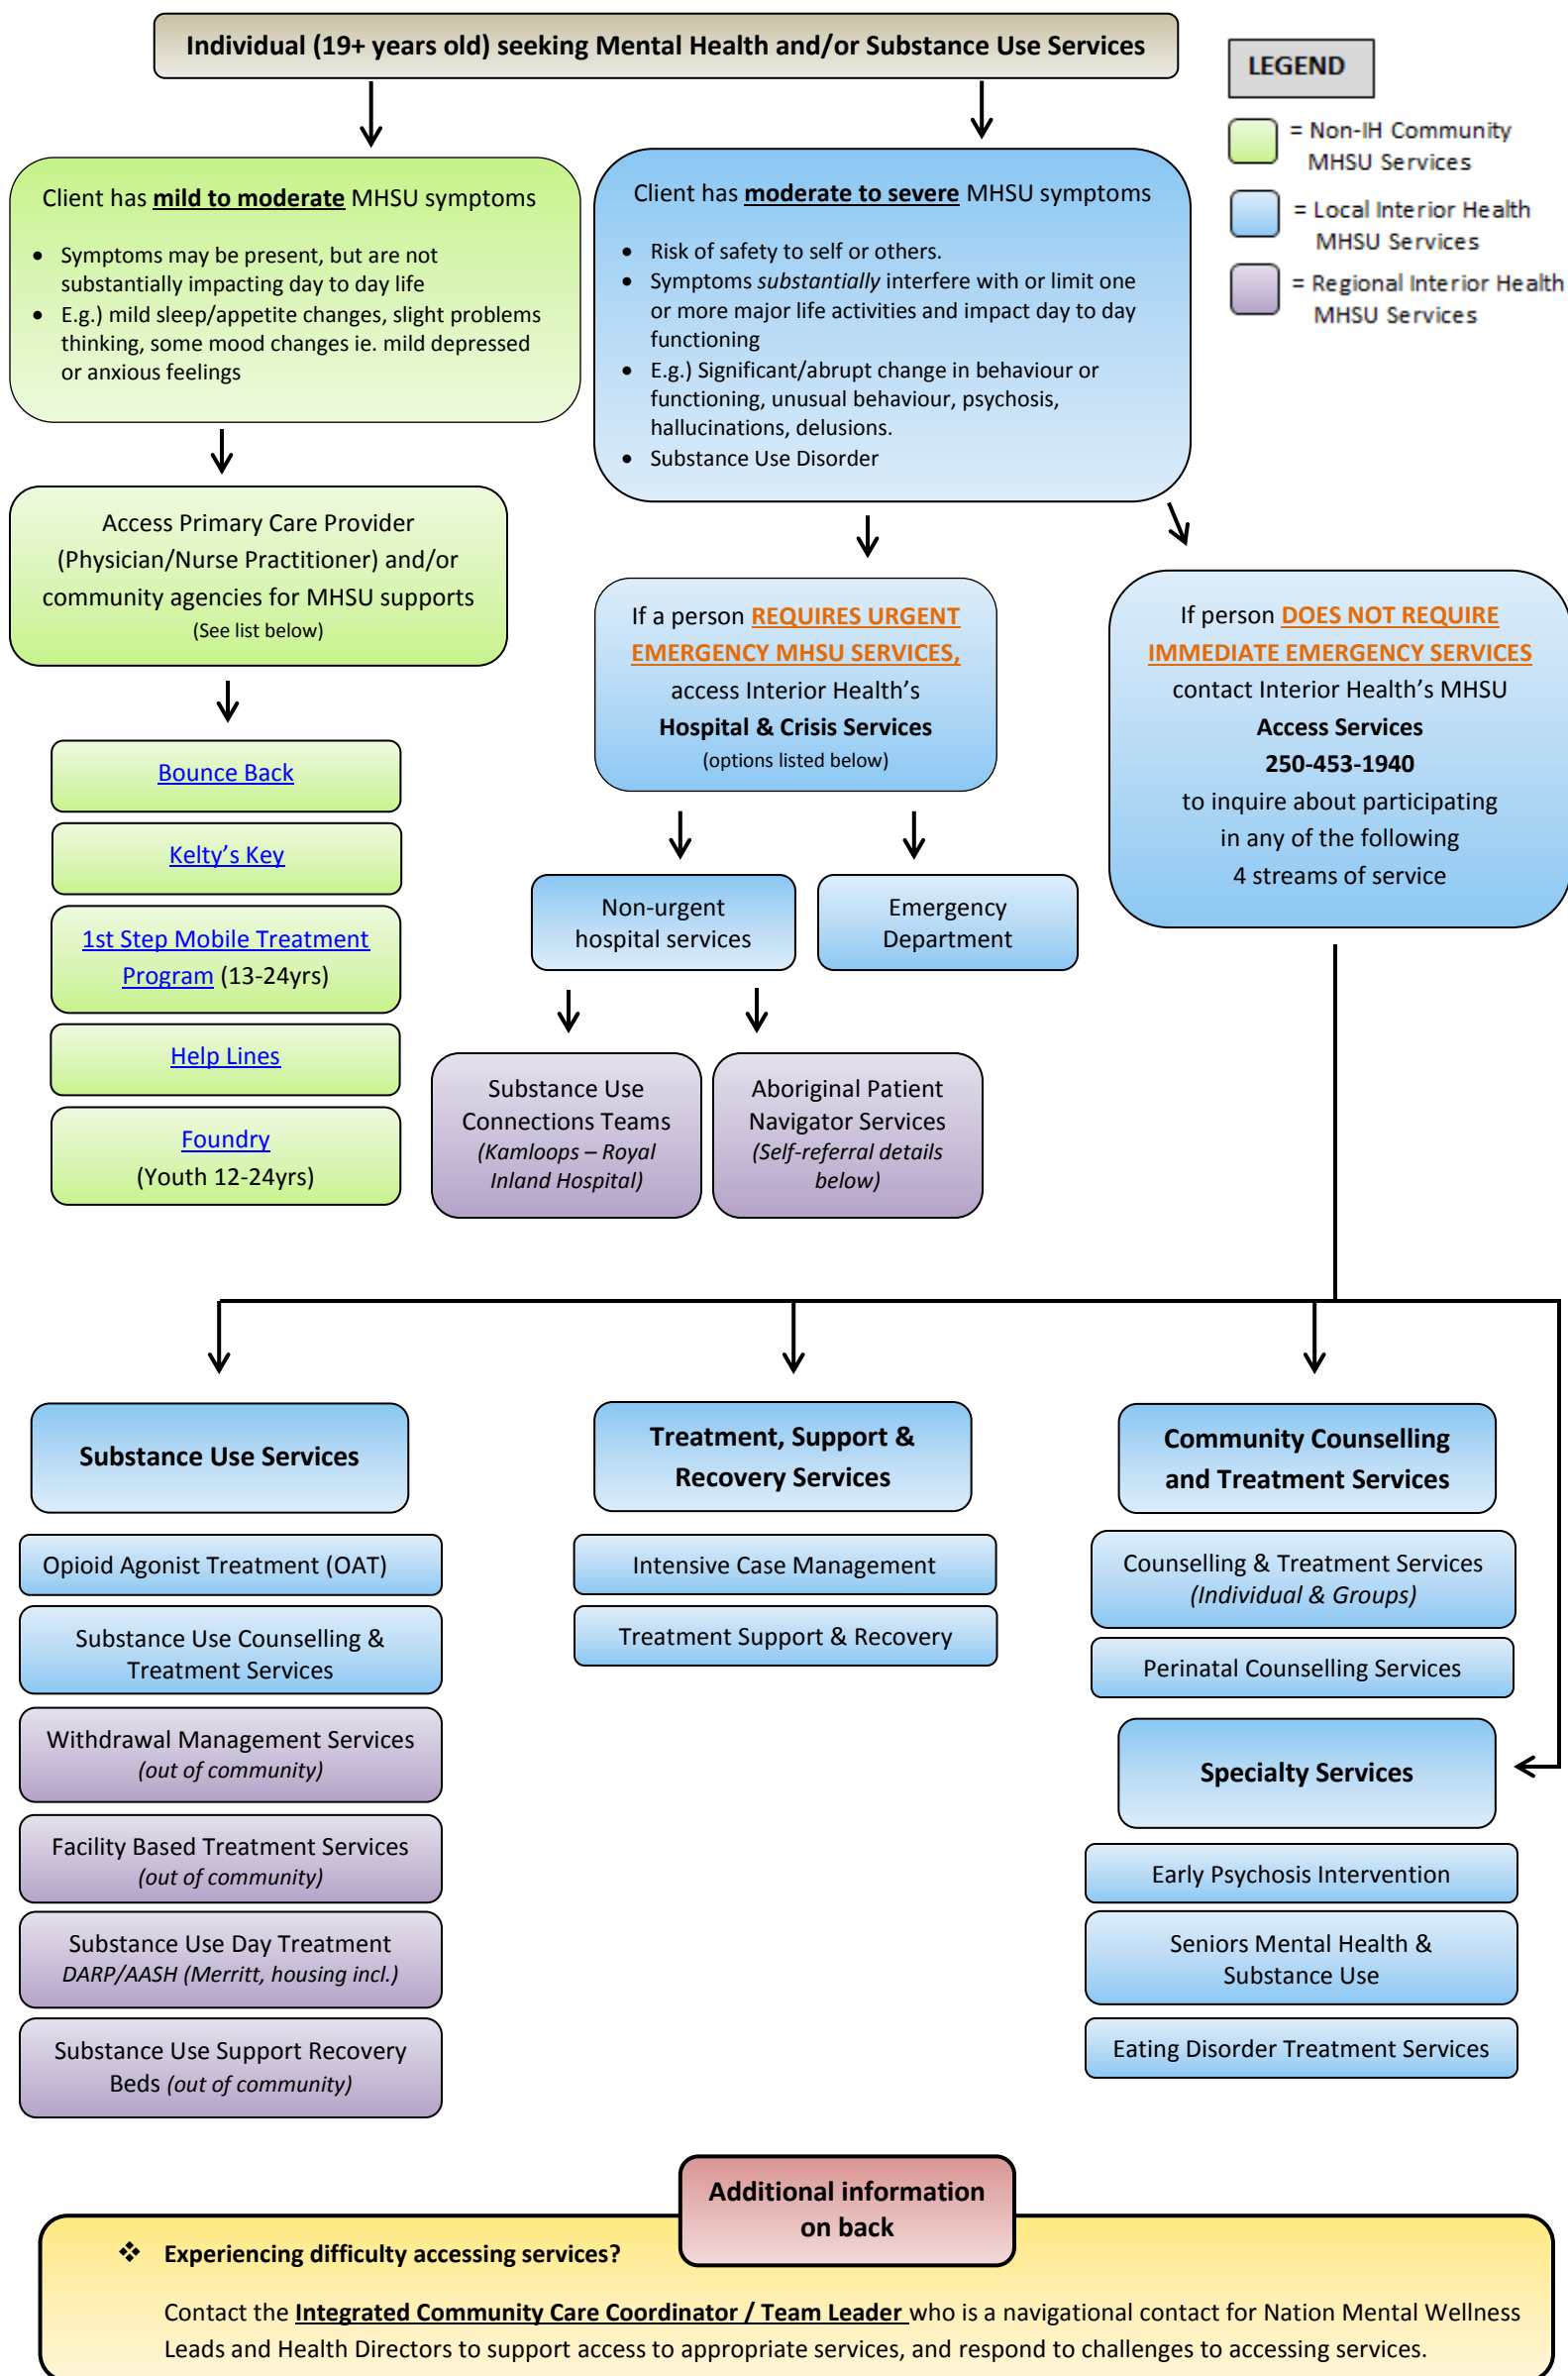 Individual (19+ years old) seeking Mental Health and/or Substance Use Services
LEGEND
= Non-IH Community
MHSU Services
= Local Interior Health
MHSU Services
= Regional Interior Health
MHSU Services
Client has mild to moderate MHSU symptoms
• Symptoms may be present, but are not
substantially impacting day to day life
• E.g.) mild sleep/appetite changes, slight problems
thinking, some mood changes ie. mild depressed
or anxious feelings
Client has moderate to severe MHSU symptoms
• Risk of safety to self or others.
• Symptoms substantially interfere with or limit one
or more major life activities and impact day to day
functioning
• E.g.) Significant/abrupt change in behaviour or
functioning, unusual behaviour, psychosis,
hallucinations, delusions.
• Substance Use Disorder
Access Primary Care Provider
(Physician/Nurse Practitioner) and/or
community agencies for MHSU supports
(See list below)
If a person REQUIRES URGENT
EMERGENCY MHSU SERVICES,
access Interior Health's
Hospital & Crisis Services
(options listed below)
If person DOES NOT REQUIRE
IMMEDIATE EMERGENCY SERVICES
contact Interior Health's MHSU
Access Services
250-453-1940
to inquire about participating
in any of the following
4 streams of service
Bounce Back
Kelty's Key
1st Step Mobile Treatment
Program (13-24yrs)
Help Lines
Foundry
(Youth 12-24yrs)
Non-urgent
hospital services
Emergency
Department
Substance Use
Connections Teams
(Kamloops – Royal
Inland Hospital)
Aboriginal Patient
Navigator Services
(Self-referral details
below)
Substance Use Services
Opioid Agonist Treatment (OAT)
Substance Use Counselling &
Treatment Services
Withdrawal Management Services
(out of community)
Facility Based Treatment Services
(out of community)
Substance Use Day Treatment
DARP/AASH (Merritt, housing incl.)
Substance Use Support Recovery
Beds (out of community)
Treatment, Support &
Recovery Services
Intensive Case Management
Treatment Support & Recovery
Community Counselling
and Treatment Services
Counselling & Treatment Services
(Individual & Groups)
Perinatal Counselling Services
Specialty Services
Early Psychosis Intervention
Seniors Mental Health &
Substance Use
Eating Disorder Treatment Services
Additional information
on back
❖ Experiencing difficulty accessing services?
Contact the Integrated Community Care Coordinator / Team Leader who is a navigational contact for Nation Mental Wellness
Leads and Health Directors to support access to appropriate services, and respond to challenges to accessing services.